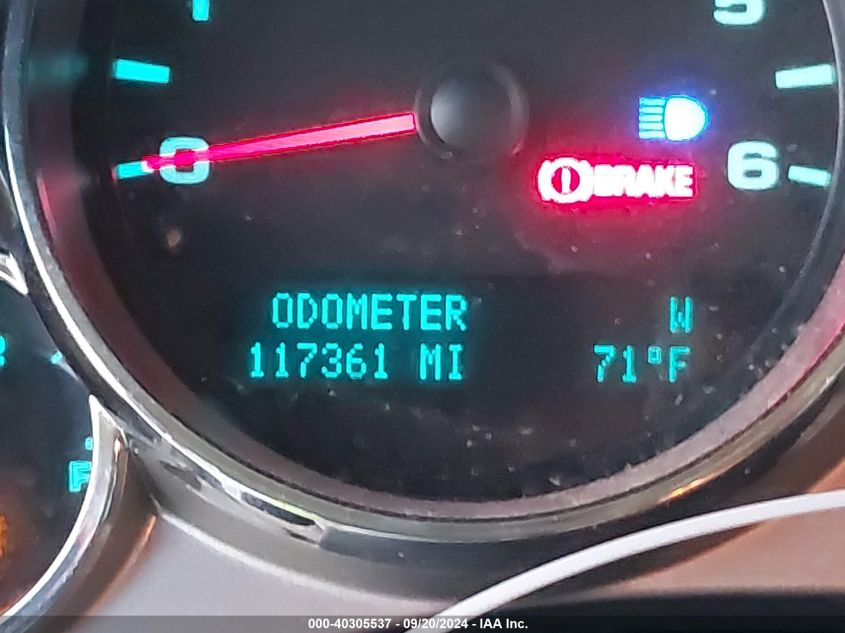 5
0
6
BRAKE
ODOMETER W
117361 MI 71°F
F
000-40305537 - 09/20/2024 - IAA Inc.